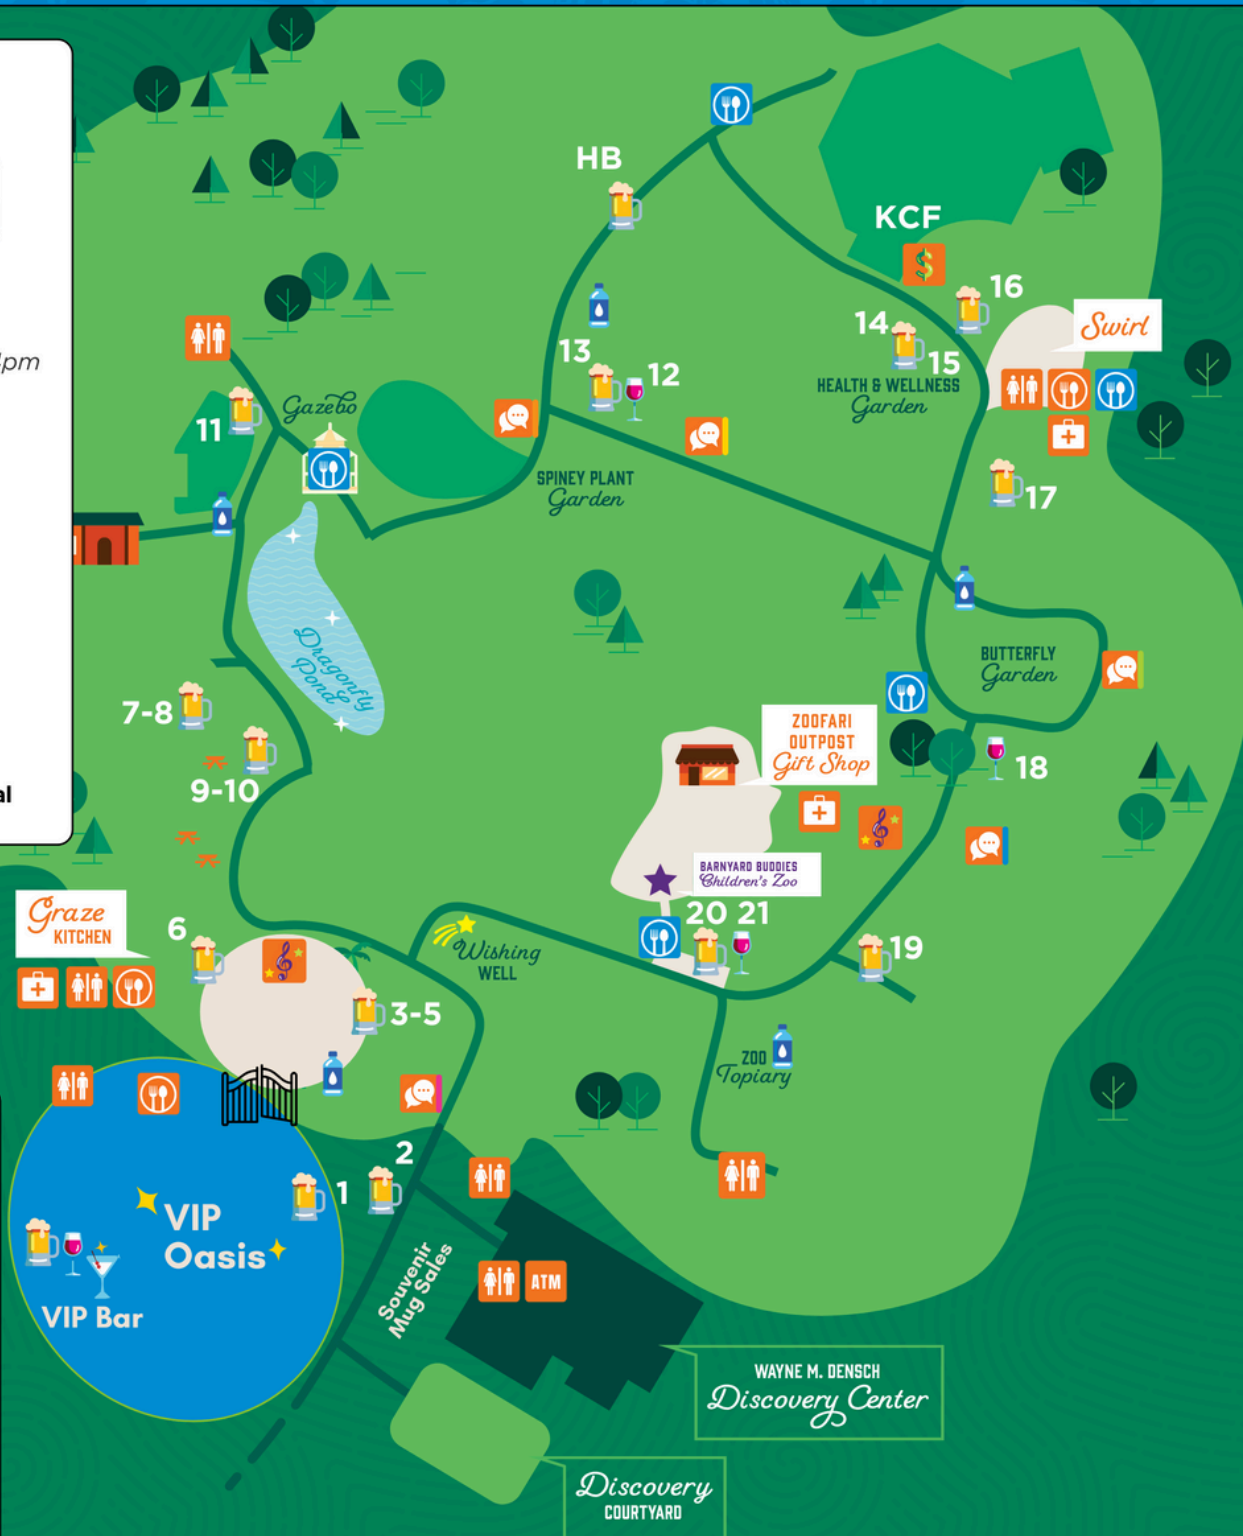 HB
KCF
16
Swirl
4pm
14
15
13
12
HEALTH & WELLNESS
Garden
Gazebo
11
SPINEY PLANT
Garden
17
Dragonfly
Pond
BUTTERFLY
Garden
7-8
ZOOFARI
OUTPOST
Gift Shop
18
9-10
al
BARNYARD BUDDIES
Children's Zoo
20 21
Graze
KITCHEN
6
Wishing
WELL
19
3-5
ZOO
Topiary
2
1
VIP
Oasis
VIP Bar
Souvenir
Mug Sales
ATM
WAYNE M. DENSCH
Discovery Center
Discovery
COURTYARD